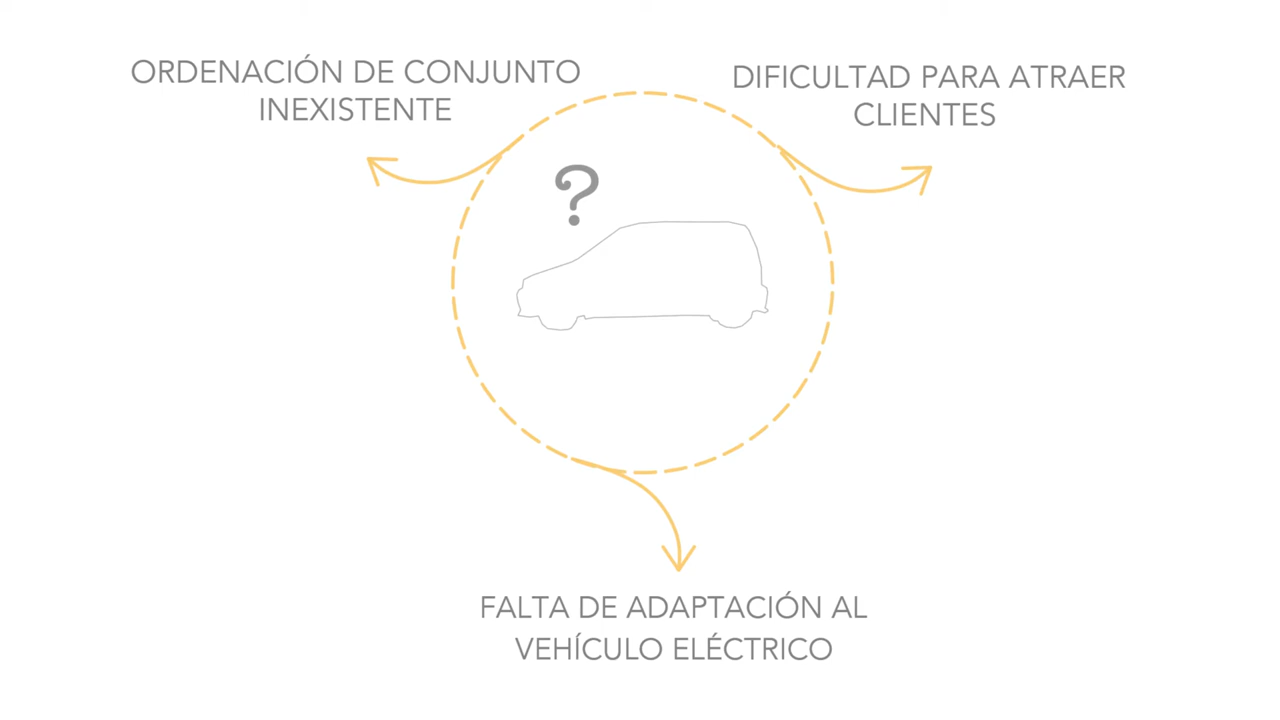 ORDENACIÓN DE CONJUNTO
INEXISTENTE
DIFICULTAD PARA ATRAER
CLIENTES
?
FALTA DE ADAPTACIÓN AL
VEHÍCULO ELÉCTRICO